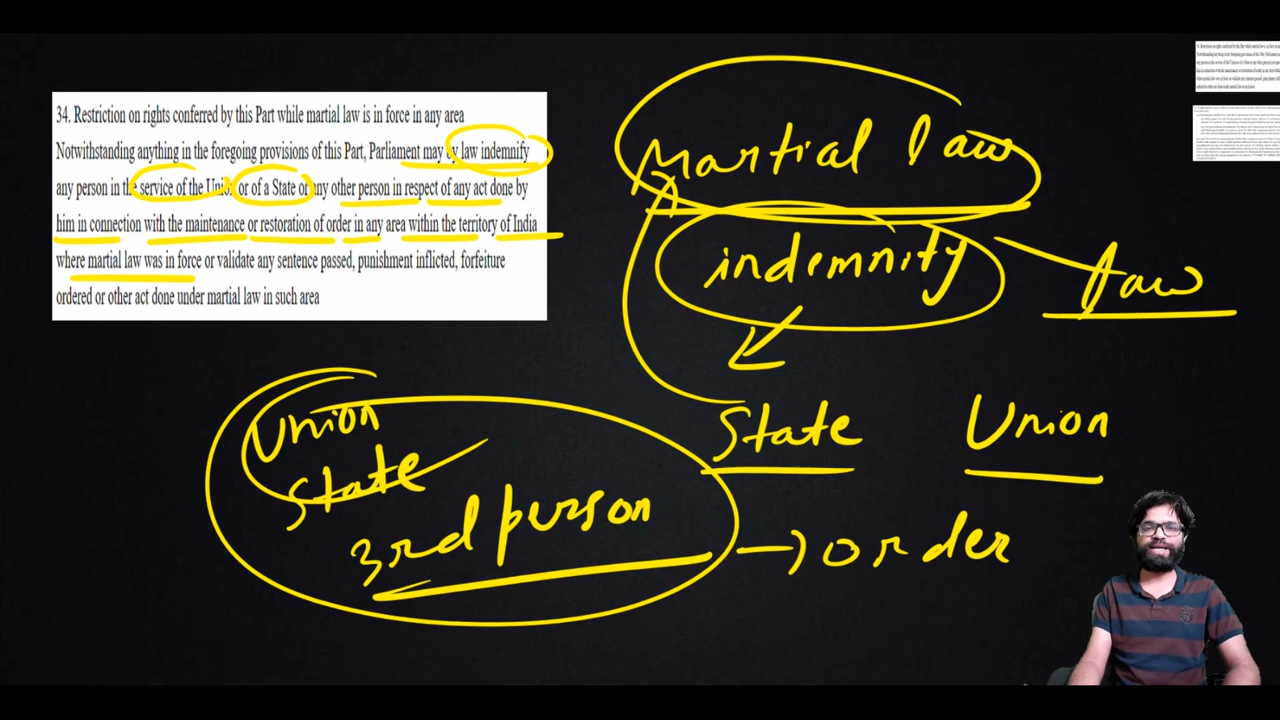 34. Restriction on rights conferred by this Part while martial law is in force in any area
Notwithstanding anything in the foregoing provisions of this Part, Parliament may by law indemnify
any person in the service of the Union or of a State or any other person in respect of any act done by
him in connection with the maintenance or restoration of order in any area within the territory of India
where martial law was in force or validate any sentence passed, punishment inflicted, forfeiture
ordered or other act done under martial law in such area
martial law
indemnity
law
State Union
Union
State
3rd person
order